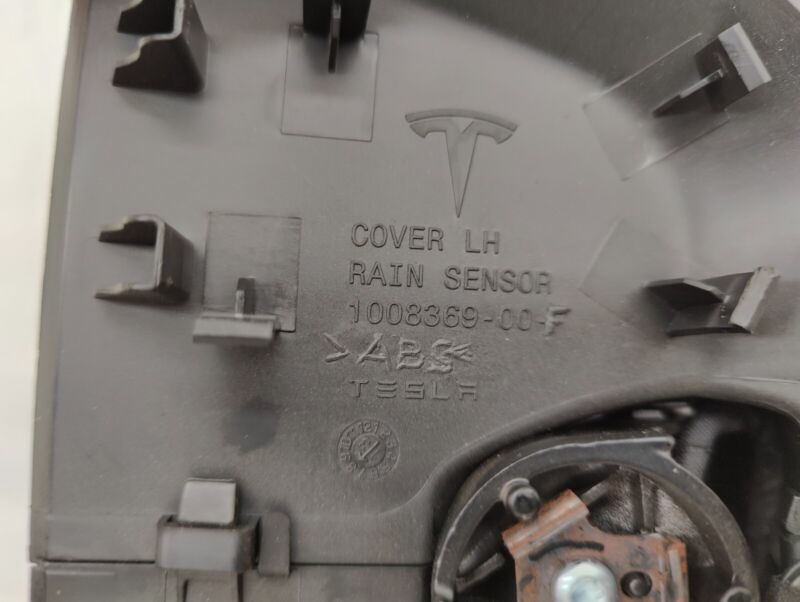 COVER LH
RAIN SENSOR
1008369-00-F
>ABS<
TESLA